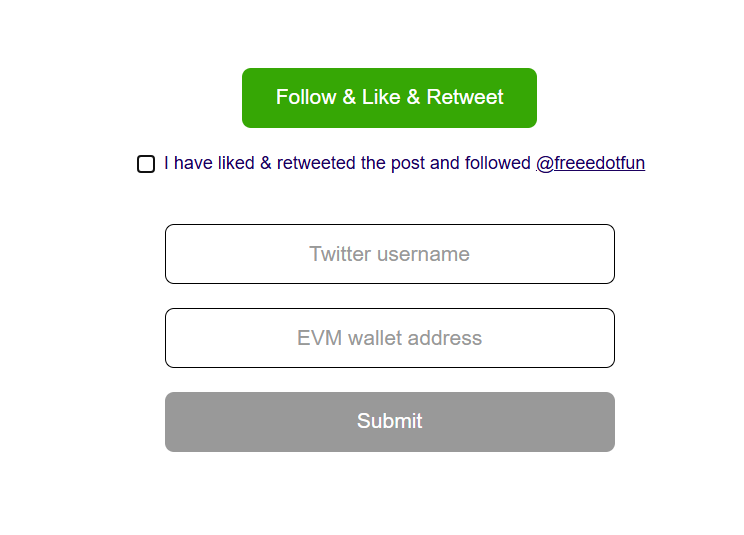 Follow & Like & Retweet
I have liked & retweeted the post and followed @freeedotfun
Twitter username
EVM wallet address
Submit